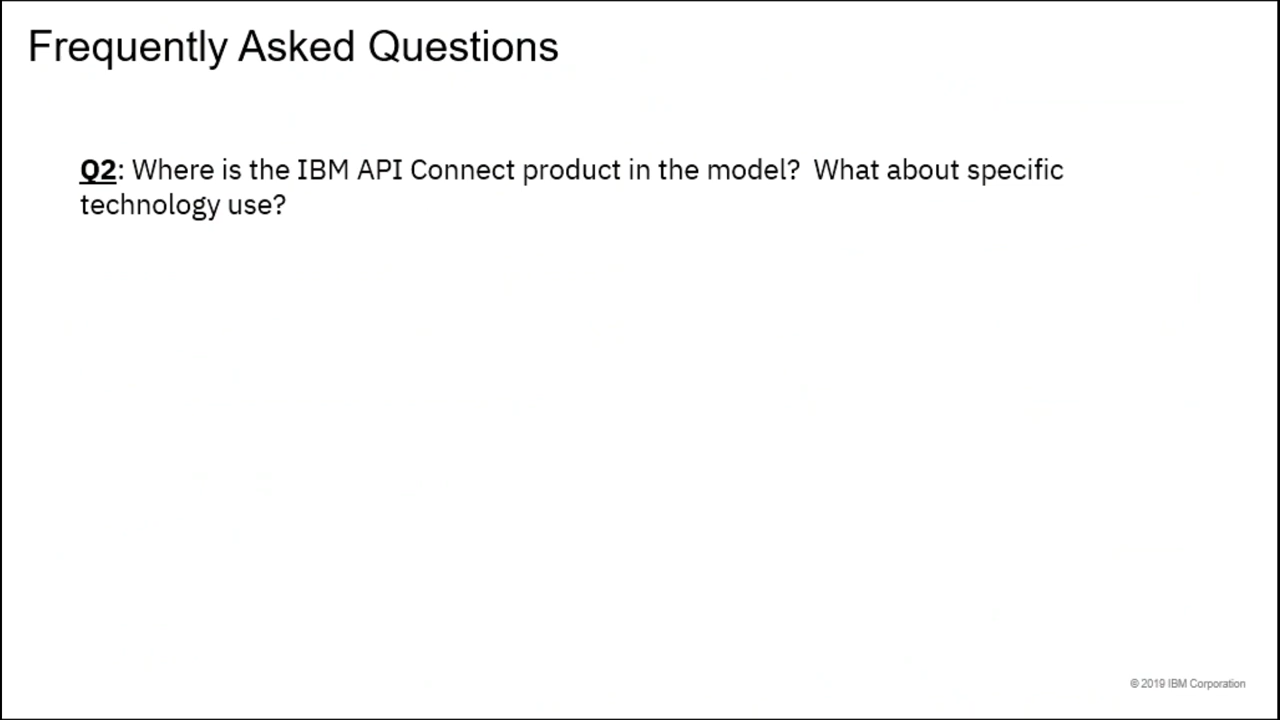 Frequently Asked Questions
Q2: Where is the IBM API Connect product in the model?  What about specific
technology use?
© 2019 IBM Corporation